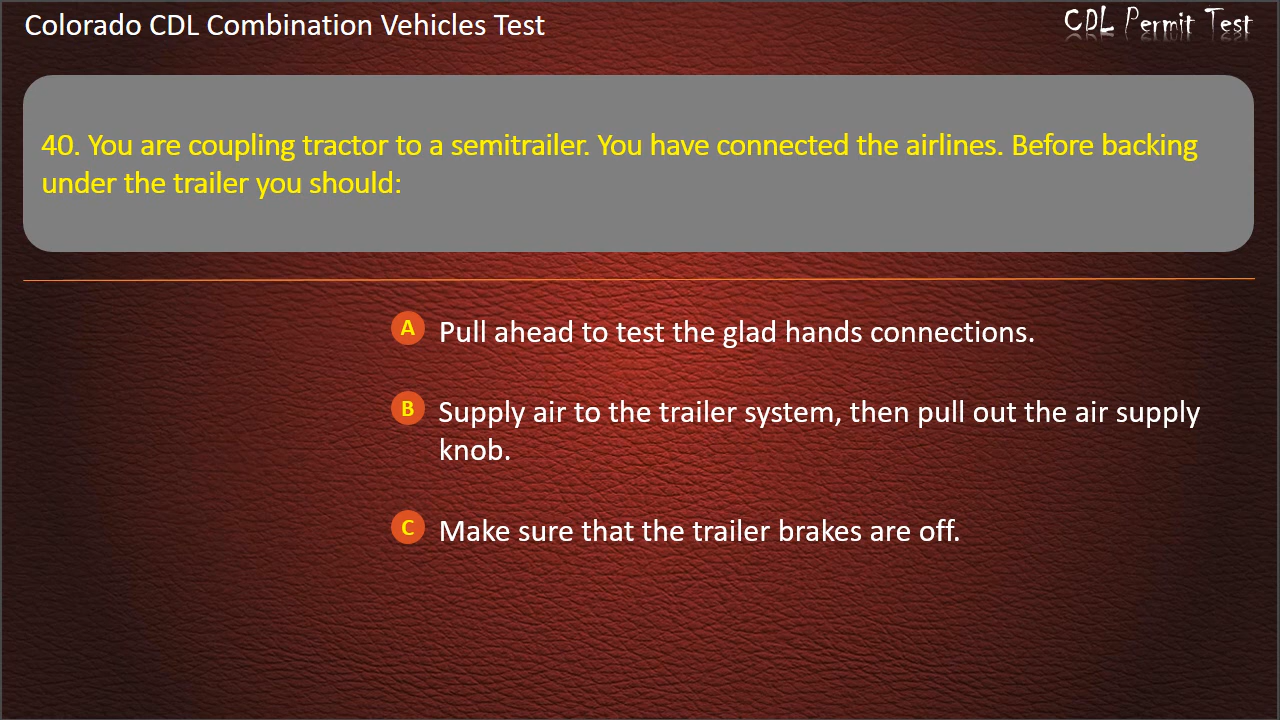 Colorado CDL Combination Vehicles Test
CDL Permit Test
40. You are coupling tractor to a semitrailer. You have connected the airlines. Before backing
under the trailer you should:
A Pull ahead to test the glad hands connections.
B Supply air to the trailer system, then pull out the air supply
knob.
C Make sure that the trailer brakes are off.